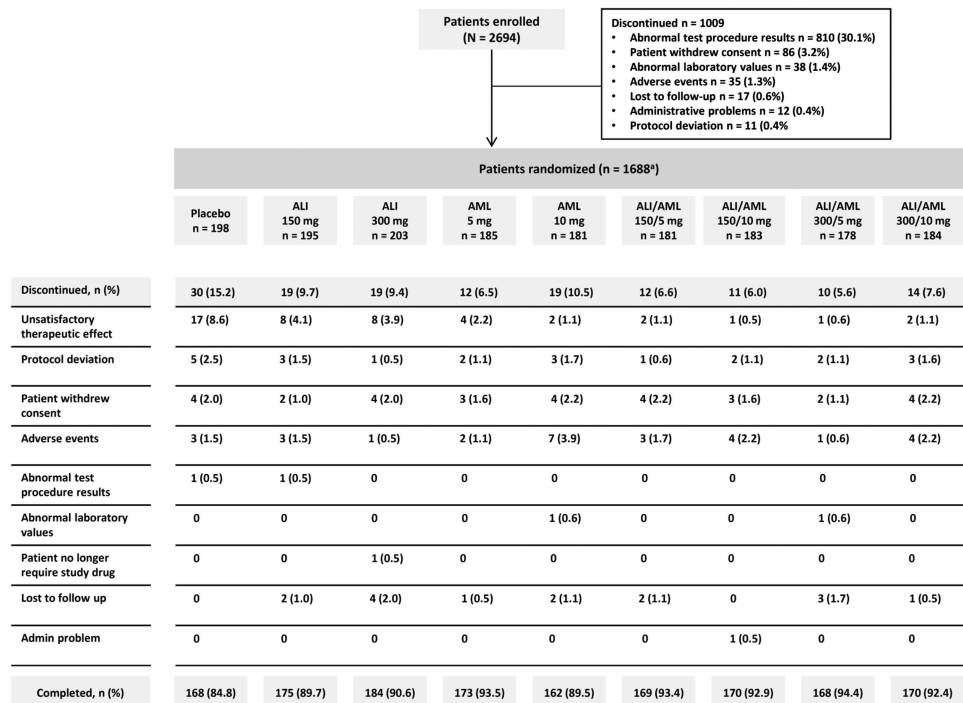 Patients enrolled
(N = 2694)
Discontinued n = 1009
• Abnormal test procedure results = n = 810 (30.1%)
• Patient withdrew consent = n = 86 (3.2%)
• Abnormal laboratory values = n = 38 (1.4%)
• Adverse events = n = 35 (1.3%)
• Lost to follow-up n = 17 (0.6%)
• Administrative problems = n = 12 (0.4%)
• Protocol deviation = n = 11 (0.4%
Patients randomized (n = 1688ᵃ)
Placebo
n = 198
ALI
150 mg
n = 195
ALI
300 mg
n = 203
AML
5 mg
n = 185
AML
10 mg
n = 181
ALI/AML
150/5 mg
n = 181
ALI/AML
150/10 mg
n = 183
ALI/AML
300/5 mg
n = 178
ALI/AML
300/10 mg
n = 184
Discontinued, n (%) 30 (15.2) 19 (9.7) 19 (9.4) 12 (6.5) 19 (10.5) 12 (6.6) 11 (6.0) 10 (5.6) 14 (7.6)
Unsatisfactory
therapeutic effect 17 (8.6) 8 (4.1) 8 (3.9) 4 (2.2) 2 (1.1) 2 (1.1) 1 (0.5) 1 (0.6) 2 (1.1)
Protocol deviation 5 (2.5) 3 (1.5) 1 (0.5) 2 (1.1) 3 (1.7) 1 (0.6) 2 (1.1) 2 (1.1) 3 (1.6)
Patient withdrew
consent 4 (2.0) 2 (1.0) 4 (2.0) 3 (1.6) 4 (2.2) 4 (2.2) 3 (1.6) 2 (1.1) 4 (2.2)
Adverse events 3 (1.5) 3 (1.5) 1 (0.5) 2 (1.1) 7 (3.9) 3 (1.7) 4 (2.2) 1 (0.6) 4 (2.2)
Abnormal test
procedure results 1 (0.5) 1 (0.5) 0 0 0 0 0 0 0
Abnormal laboratory
values 0 0 0 0 1 (0.6) 0 0 1 (0.6) 0
Patient no longer
require study drug 0 0 1 (0.5) 0 0 0 0 0 0
Lost to follow up 0 2 (1.0) 4 (2.0) 1 (0.5) 2 (1.1) 2 (1.1) 0 3 (1.7) 1 (0.5)
Admin problem 0 0 0 0 0 0 1 (0.5) 0 0
Completed, n (%) 168 (84.8) 175 (89.7) 184 (90.6) 173 (93.5) 162 (89.5) 169 (93.4) 170 (92.9) 168 (94.4) 170 (92.4)